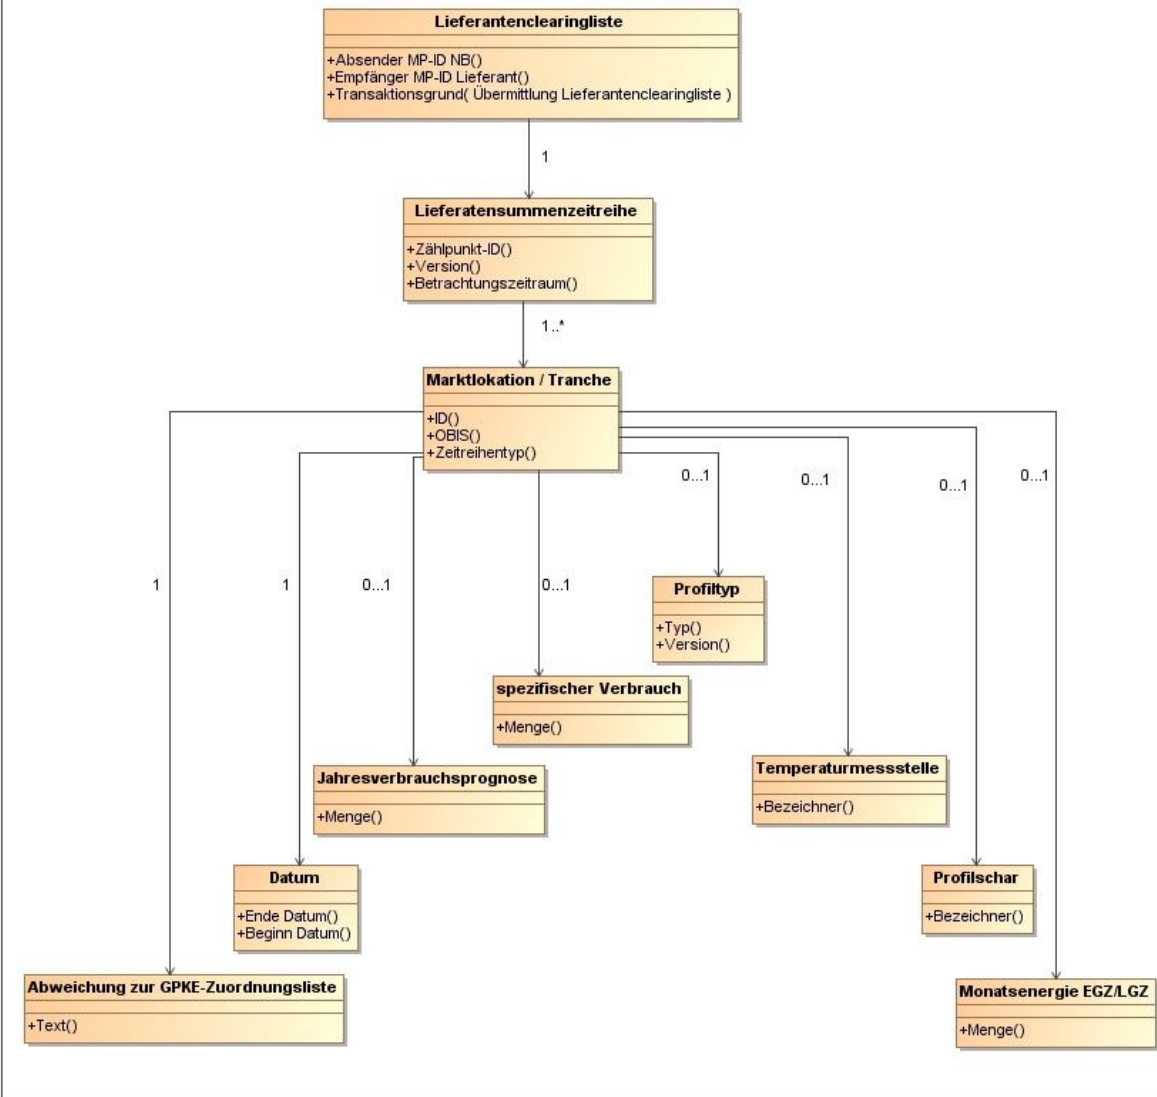 Lieferantenclearingliste
+Absender MP-ID NB()
+Empfänger MP-ID Lieferant()
+Transaktionsgrund( Übermittlung Lieferantenclearingliste )
1
Lieferatensummenzeitreihe
+Zählpunkt-ID()
+Version()
+Betrachtungszeitraum()
1..*
Marktlokation / Tranche
+ID()
+OBIS()
+Zeitreihentyp()
0...1
0...1
0...1
0...1
1
1
0...1
0...1
Profiltyp
+Typ()
+Version()
spezifischer Verbrauch
+Menge()
Jahresverbrauchsprognose
+Menge()
Temperaturmessstelle
+Bezeichner()
Datum
+Ende Datum()
+Beginn Datum()
Profilschar
+Bezeichner()
Abweichung zur GPKE-Zuordnungsliste
+Text()
Monatsenergie EGZ/LGZ
+Menge()